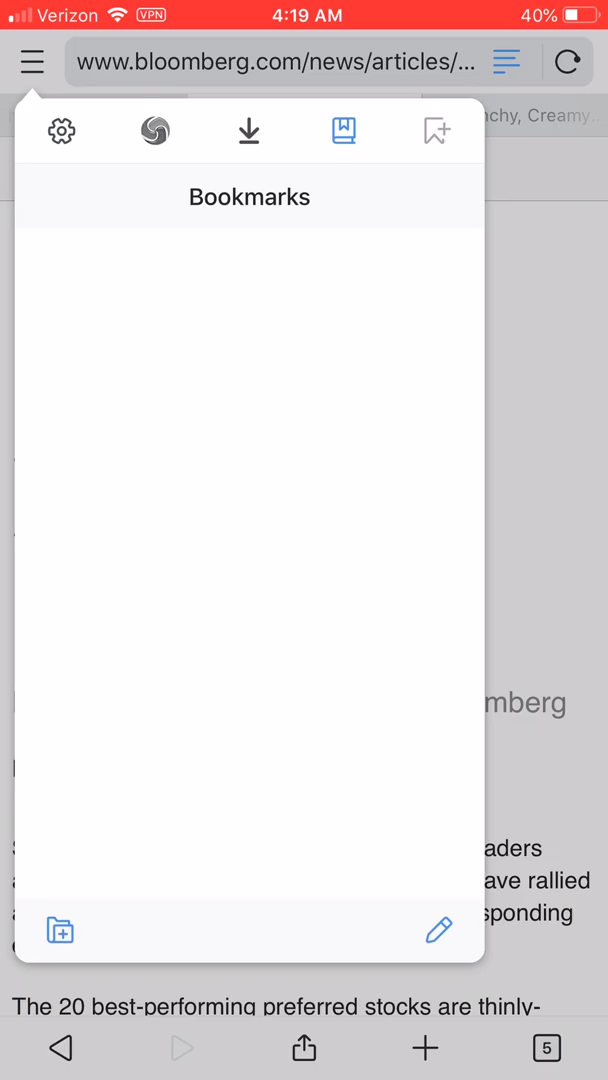 Verizon VPN 4:19 AM 40%
www.bloomberg.com/news/articles/...
nchy, Creamy...
Bookmarks
mberg
aders
ave rallied
sponding
The 20 best-performing preferred stocks are thinly-
5